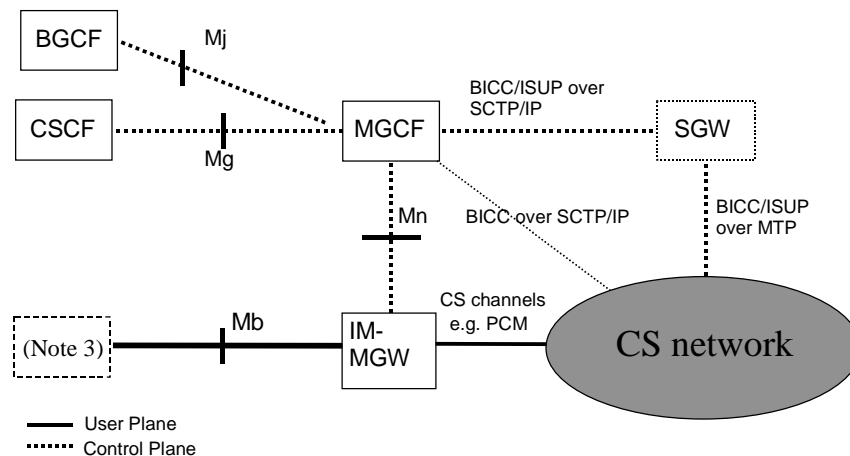 BGCF
Mj
BICC/ISUP over
SCTP/IP
CSCF
Mg
MGCF
SGW
Mn
BICC over SCTP/IP
BICC/ISUP
over MTP
(Note 3)
Mb
IM-
MGW
CS channels
e.g. PCM
CS network
User Plane
Control Plane